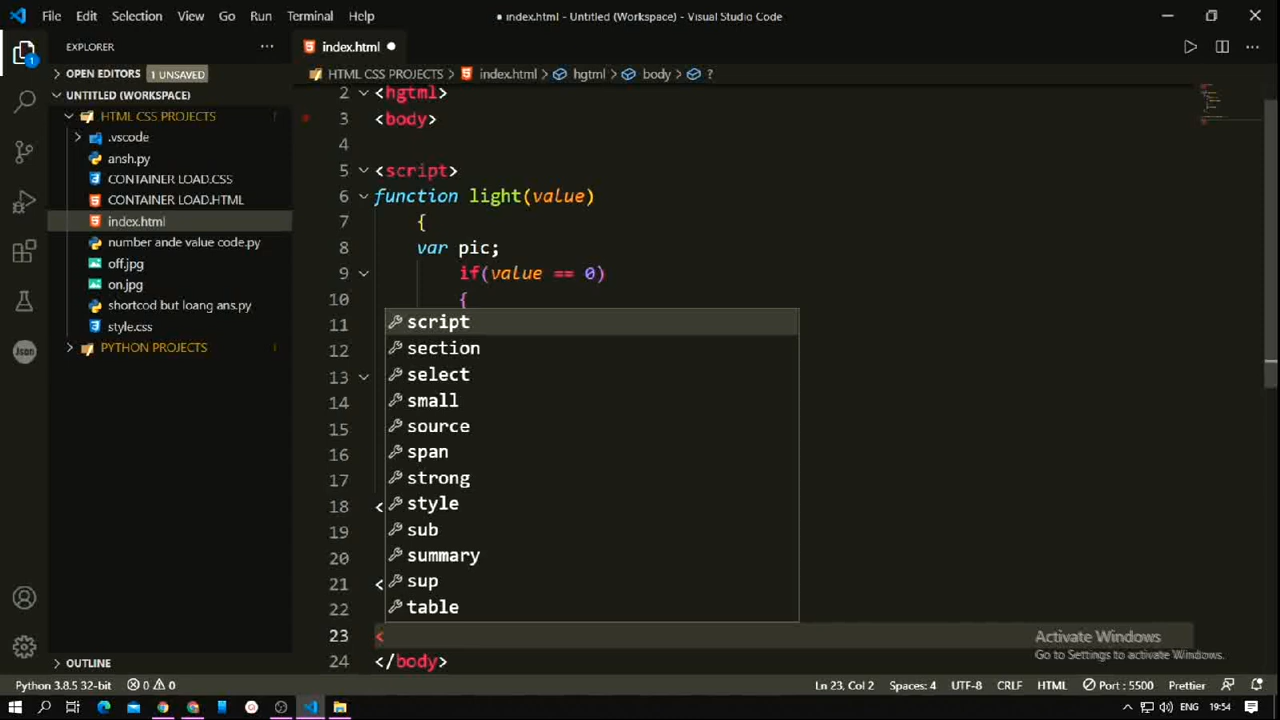 File Edit Selection View Go Run Terminal Help
● index.html - Untitled (Workspace) - Visual Studio Code
EXPLORER
OPEN EDITORS 1 UNSAVED
UNTITLED (WORKSPACE)
HTML CSS PROJECTS
.vscode
ansh.py
CONTAINER LOAD.CSS
CONTAINER LOAD.HTML
index.html
number ande value code.py
off.jpg
on.jpg
shortcod but loang ans.py
style.css
PYTHON PROJECTS
OUTLINE
1
Json
index.html
HTML CSS PROJECTS > index.html > hgtml > body > ?
2 <hgtml>
3 <body>
4
5 <script>
6 function light(value)
7 {
8 var pic;
9 if(value == 0)
10 {
11
12
13
14
15
16
17
18 <
19
20
21 <
22
23 <
24 </body>
script
section
select
small
source
span
strong
style
sub
summary
sup
table
Activate Windows
Go to Settings to activate Windows.
Python 3.8.5 32-bit 0 0 Ln 23, Col 2 Spaces: 4 UTF-8 CRLF HTML Port : 5500 Prettier
ENG 19:54